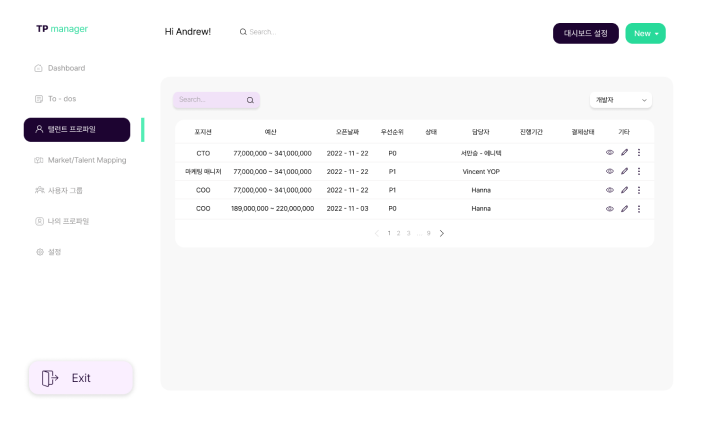 TP manager
Hi Andrew!
Search...
대시보드 설정
New
Dashboard
To - dos
탤런트 프로파일
Market/Talent Mapping
사용자 그룹
나의 프로파일
설정
Exit
Search...
개발자
포지션 예산 오픈날짜 우선순위 상태 담당자 진행기간 결제상태 기타
CTO 77,000,000 ~ 341,000,000 2022 - 11 - 22 P0 서만승 - 에니텍
마케팅 매니저 77,000,000 ~ 341,000,000 2022 - 11 - 22 P1 Vincent YOP
COO 77,000,000 ~ 341,000,000 2022 - 11 - 22 P1 Hanna
COO 189,000,000 ~ 220,000,000 2022 - 11 - 03 P0 Hanna
1 2 3 ... 9